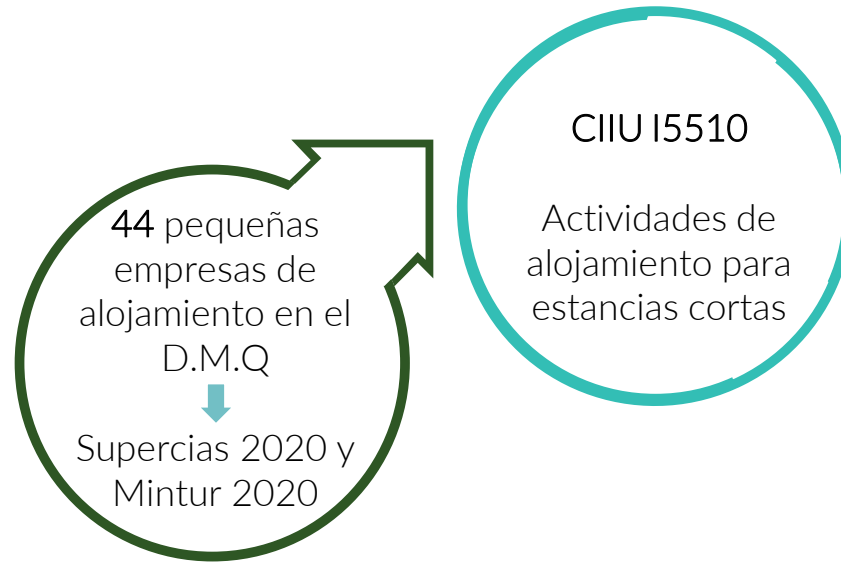 44 pequeñas
empresas de
alojamiento en el
D.M.Q
Supercias 2020 y
Mintur 2020
CIIU I5510
Actividades de
alojamiento para
estancias cortas